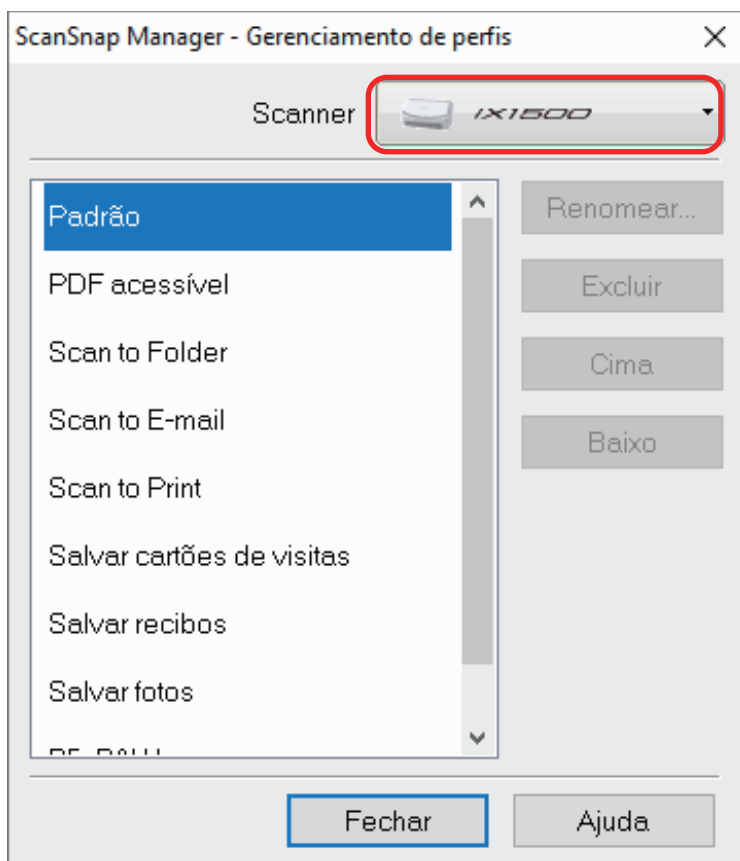 ScanSnap Manager - Gerenciamento de perfis
Scanner iX1500
Padrão
Renomear...
PDF acessível
Excluir
Scan to Folder
Cima
Scan to E-mail
Baixo
Scan to Print
Salvar cartões de visitas
Salvar recibos
Salvar fotos
Fechar
Ajuda